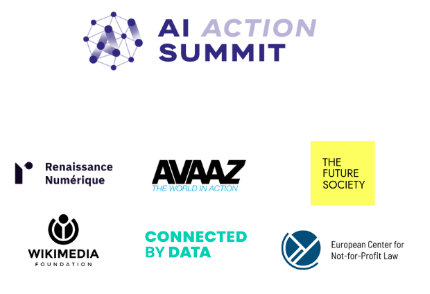 AI ACTION
SUMMIT
Renaissance
Numérique
AVAAZ
THE WORLD IN ACTION
THE
FUTURE
SOCIETY
WIKIMEDIA
FOUNDATION
CONNECTED
BY DATA
European Center for
Not-for-Profit Law